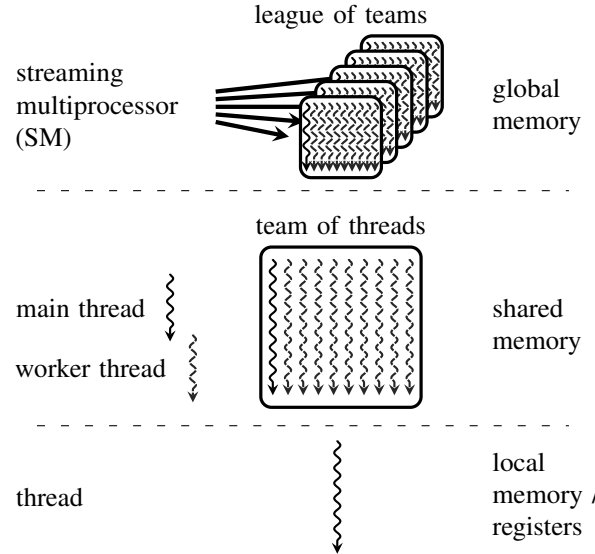 league of teams
streaming
multiprocessor
(SM)
global
memory
team of threads
main thread
worker thread
shared
memory
thread
local
memory /
registers